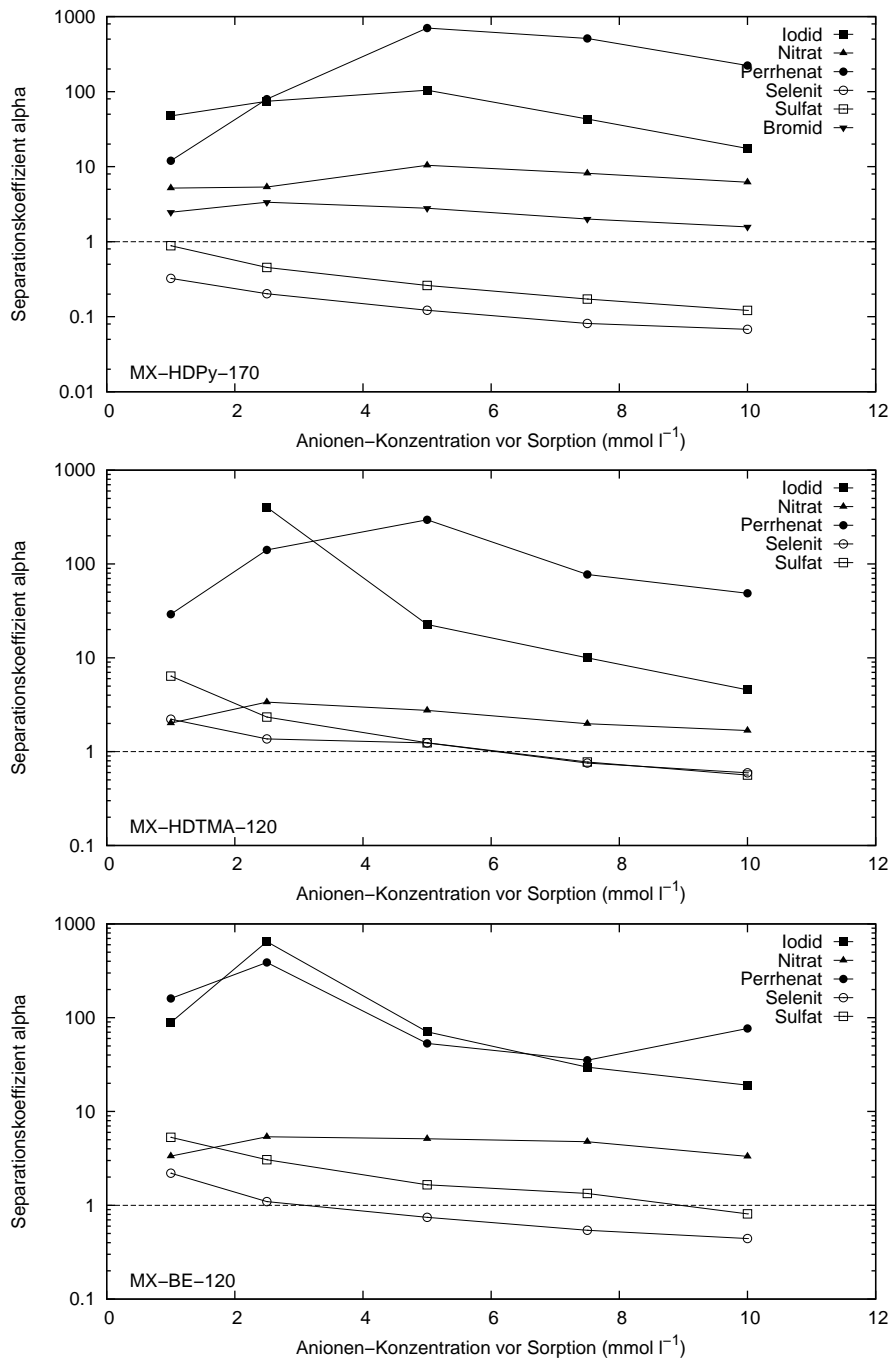 1000
100
10
1
0.1
0.01
Separationskoeffizient alpha
Iodid
Nitrat
Perrhenat
Selenit
Sulfat
Bromid
MX−HDPy−170
0 2 4 6 8 10 12
Anionen−Konzentration vor Sorption (mmol l⁻¹)
1000
100
10
1
0.1
Separationskoeffizient alpha
Iodid
Nitrat
Perrhenat
Selenit
Sulfat
MX−HDTMA−120
0 2 4 6 8 10 12
Anionen−Konzentration vor Sorption (mmol l⁻¹)
1000
100
10
1
0.1
Separationskoeffizient alpha
Iodid
Nitrat
Perrhenat
Selenit
Sulfat
MX−BE−120
0 2 4 6 8 10 12
Anionen−Konzentration vor Sorption (mmol l⁻¹)